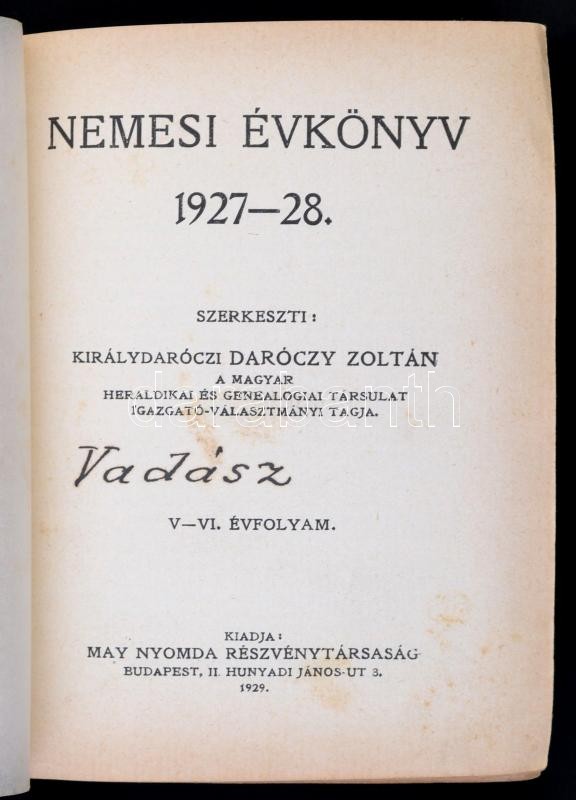 NEMESI ÉVKÖNYV
1927—28.
SZERKESZTI:
KIRÁLYDARÓCZI DARÓCZY ZOLTÁN
A MAGYAR
HERALDIKAI ÉS GENEALOGIAI TÁRSULAT
IGAZGATÓ-VÁLASZTMÁNYI TAGJA.
darabanth
Vadász
V—VI. ÉVFOLYAM.
KIADJA:
MAY NYOMDA RÉSZVÉNYTÁRSASÁG
BUDAPEST, II. HUNYADI JÁNOS-UT 3.
1929.